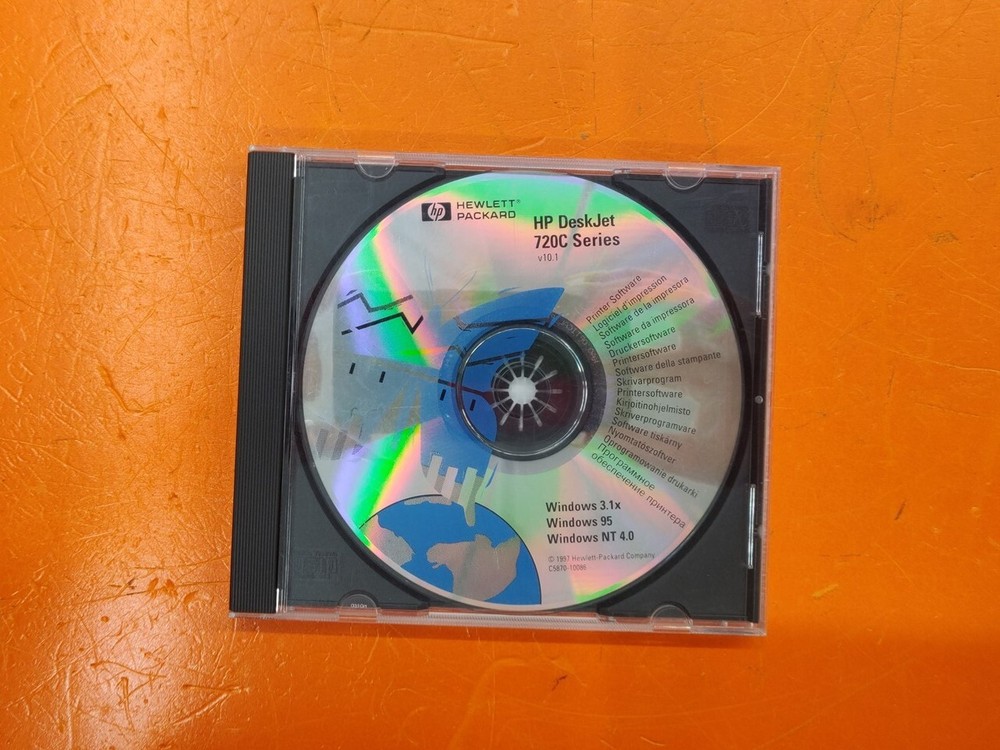 hp HEWLETT®
PACKARD
HP DeskJet
720C Series
v10.1
Printer Software
Logiciel d'impression
Software de la impresora
Software da impressora
Druckersoftware
Printersoftware
Software della stampante
Skrivarprogram
Printersoftware
Kirjoitinohjelmisto
Skriverprogramvare
Software tiskárny
Nyomtatószoftver
Oprogramowanie drukarki
Программное
обеспечение принтера
Windows 3.1x
Windows 95
Windows NT 4.0
© 1997 Hewlett-Packard Company
C5870-10086